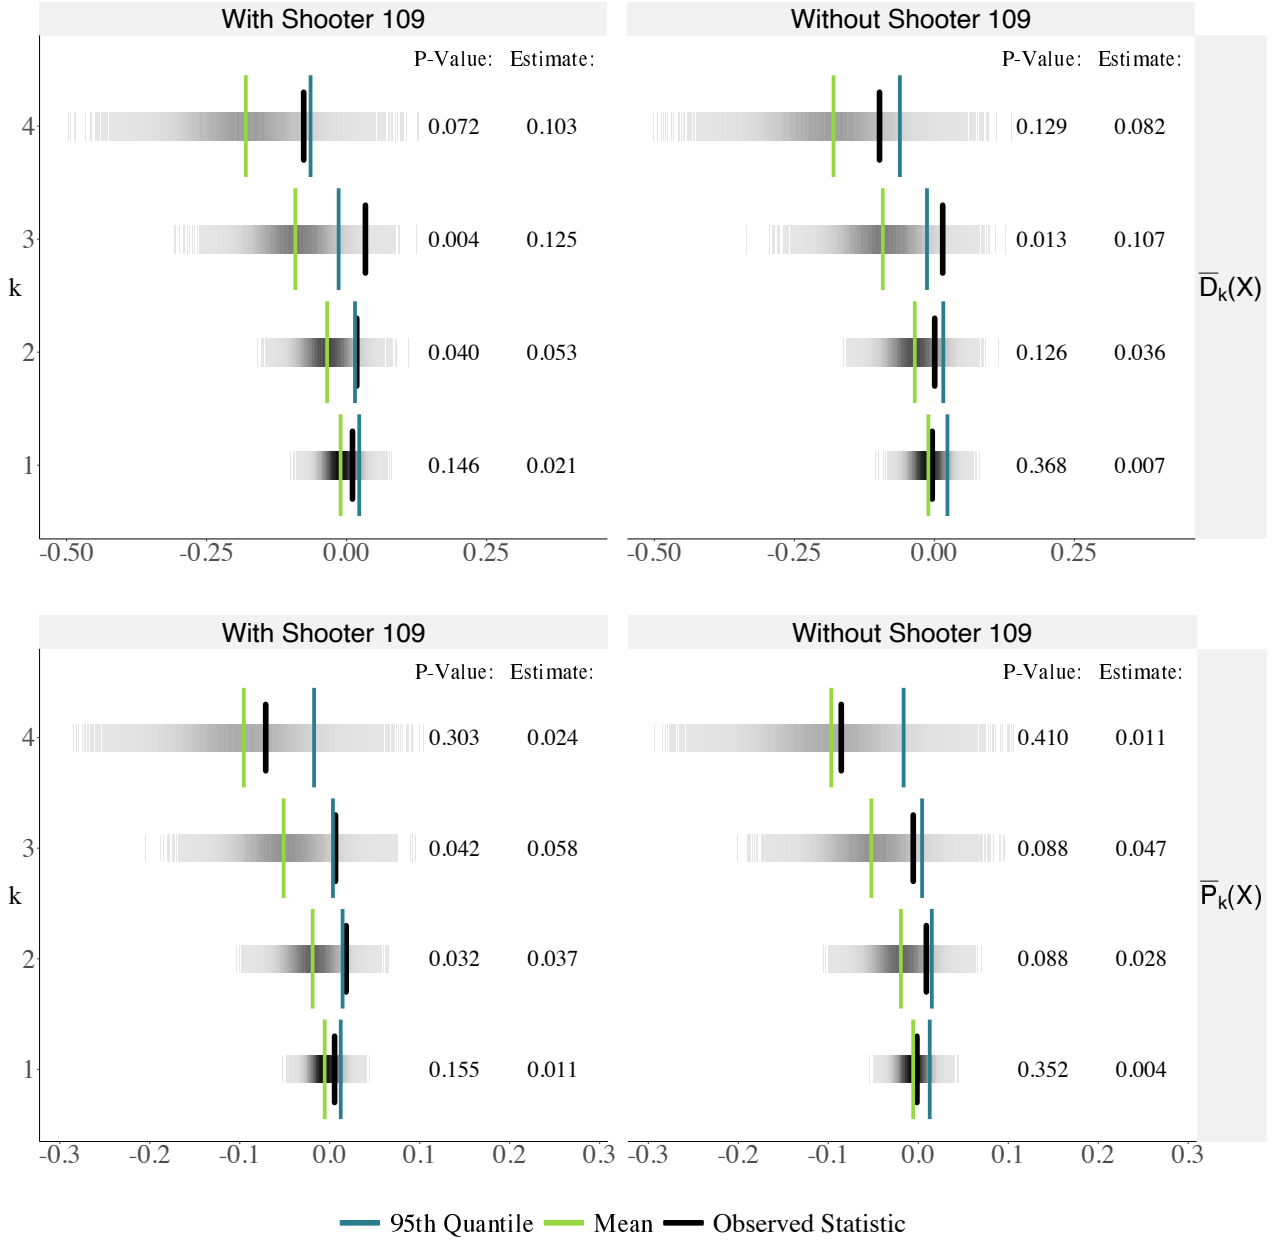 With Shooter 109 Without Shooter 109
P-Value: Estimate: P-Value: Estimate:
4 0.072 0.103 0.129 0.082
3 0.004 0.125 0.013 0.107
k D̅ₖ(X)
2 0.040 0.053 0.126 0.036
1 0.146 0.021 0.368 0.007
-0.50 -0.25 0.00 0.25 -0.50 -0.25 0.00 0.25
With Shooter 109 Without Shooter 109
P-Value: Estimate: P-Value: Estimate:
4 0.303 0.024 0.410 0.011
3 0.042 0.058 0.088 0.047
k P̅ₖ(X)
2 0.032 0.037 0.088 0.028
1 0.155 0.011 0.352 0.004
-0.3 -0.2 -0.1 0.0 0.1 0.2 0.3 -0.3 -0.2 -0.1 0.0 0.1 0.2 0.3
95th Quantile Mean Observed Statistic